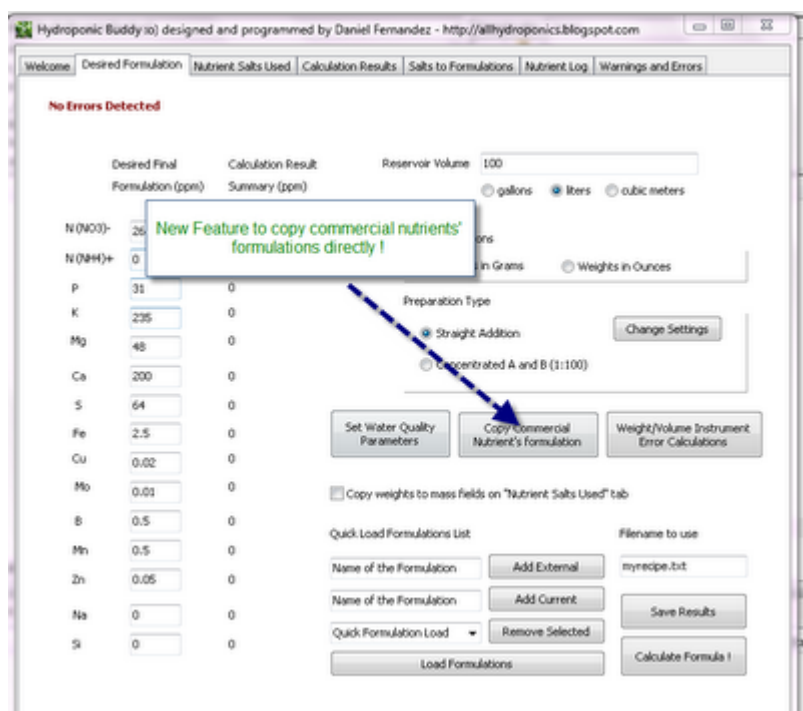 Hydroponic Buddy :o) designed and programmed by Daniel Fernandez - http://allhydroponics.blogspot.com
Welcome Desired Formulation Nutrient Salts Used Calculation Results Salts to Formulations Nutrient Log Warnings and Errors
No Errors Detected
Desired Final Calculation Result Reservoir Volume 100
Formulation (ppm) Summary (ppm) gallons liters cubic meters
New Feature to copy commercial nutrients'
formulations directly !
N (NO3)- 26 ons
N (NH4)+ 0 in Grams Weights in Ounces
P 31 0
Preparation Type
K 235 0
Straight Addition Change Settings
Mg 48 0
Concentrated A and B (1:100)
Ca 200 0
S 64 0
Fe 2.5 0
Set Water Quality Parameters
Copy Commercial Nutrient's formulation
Weight/Volume Instrument Error Calculations
Cu 0.02 0
Mo 0.01 0
Copy weights to mass fields on "Nutrient Salts Used" tab
B 0.5 0
Quick Load Formulations List Filename to use
Mn 0.5 0
Name of the Formulation Add External myrecipe.txt
Zn 0.05 0
Name of the Formulation Add Current
Na 0 0
Save Results
Quick Formulation Load Remove Selected
Si 0 0
Load Formulations Calculate Formula !